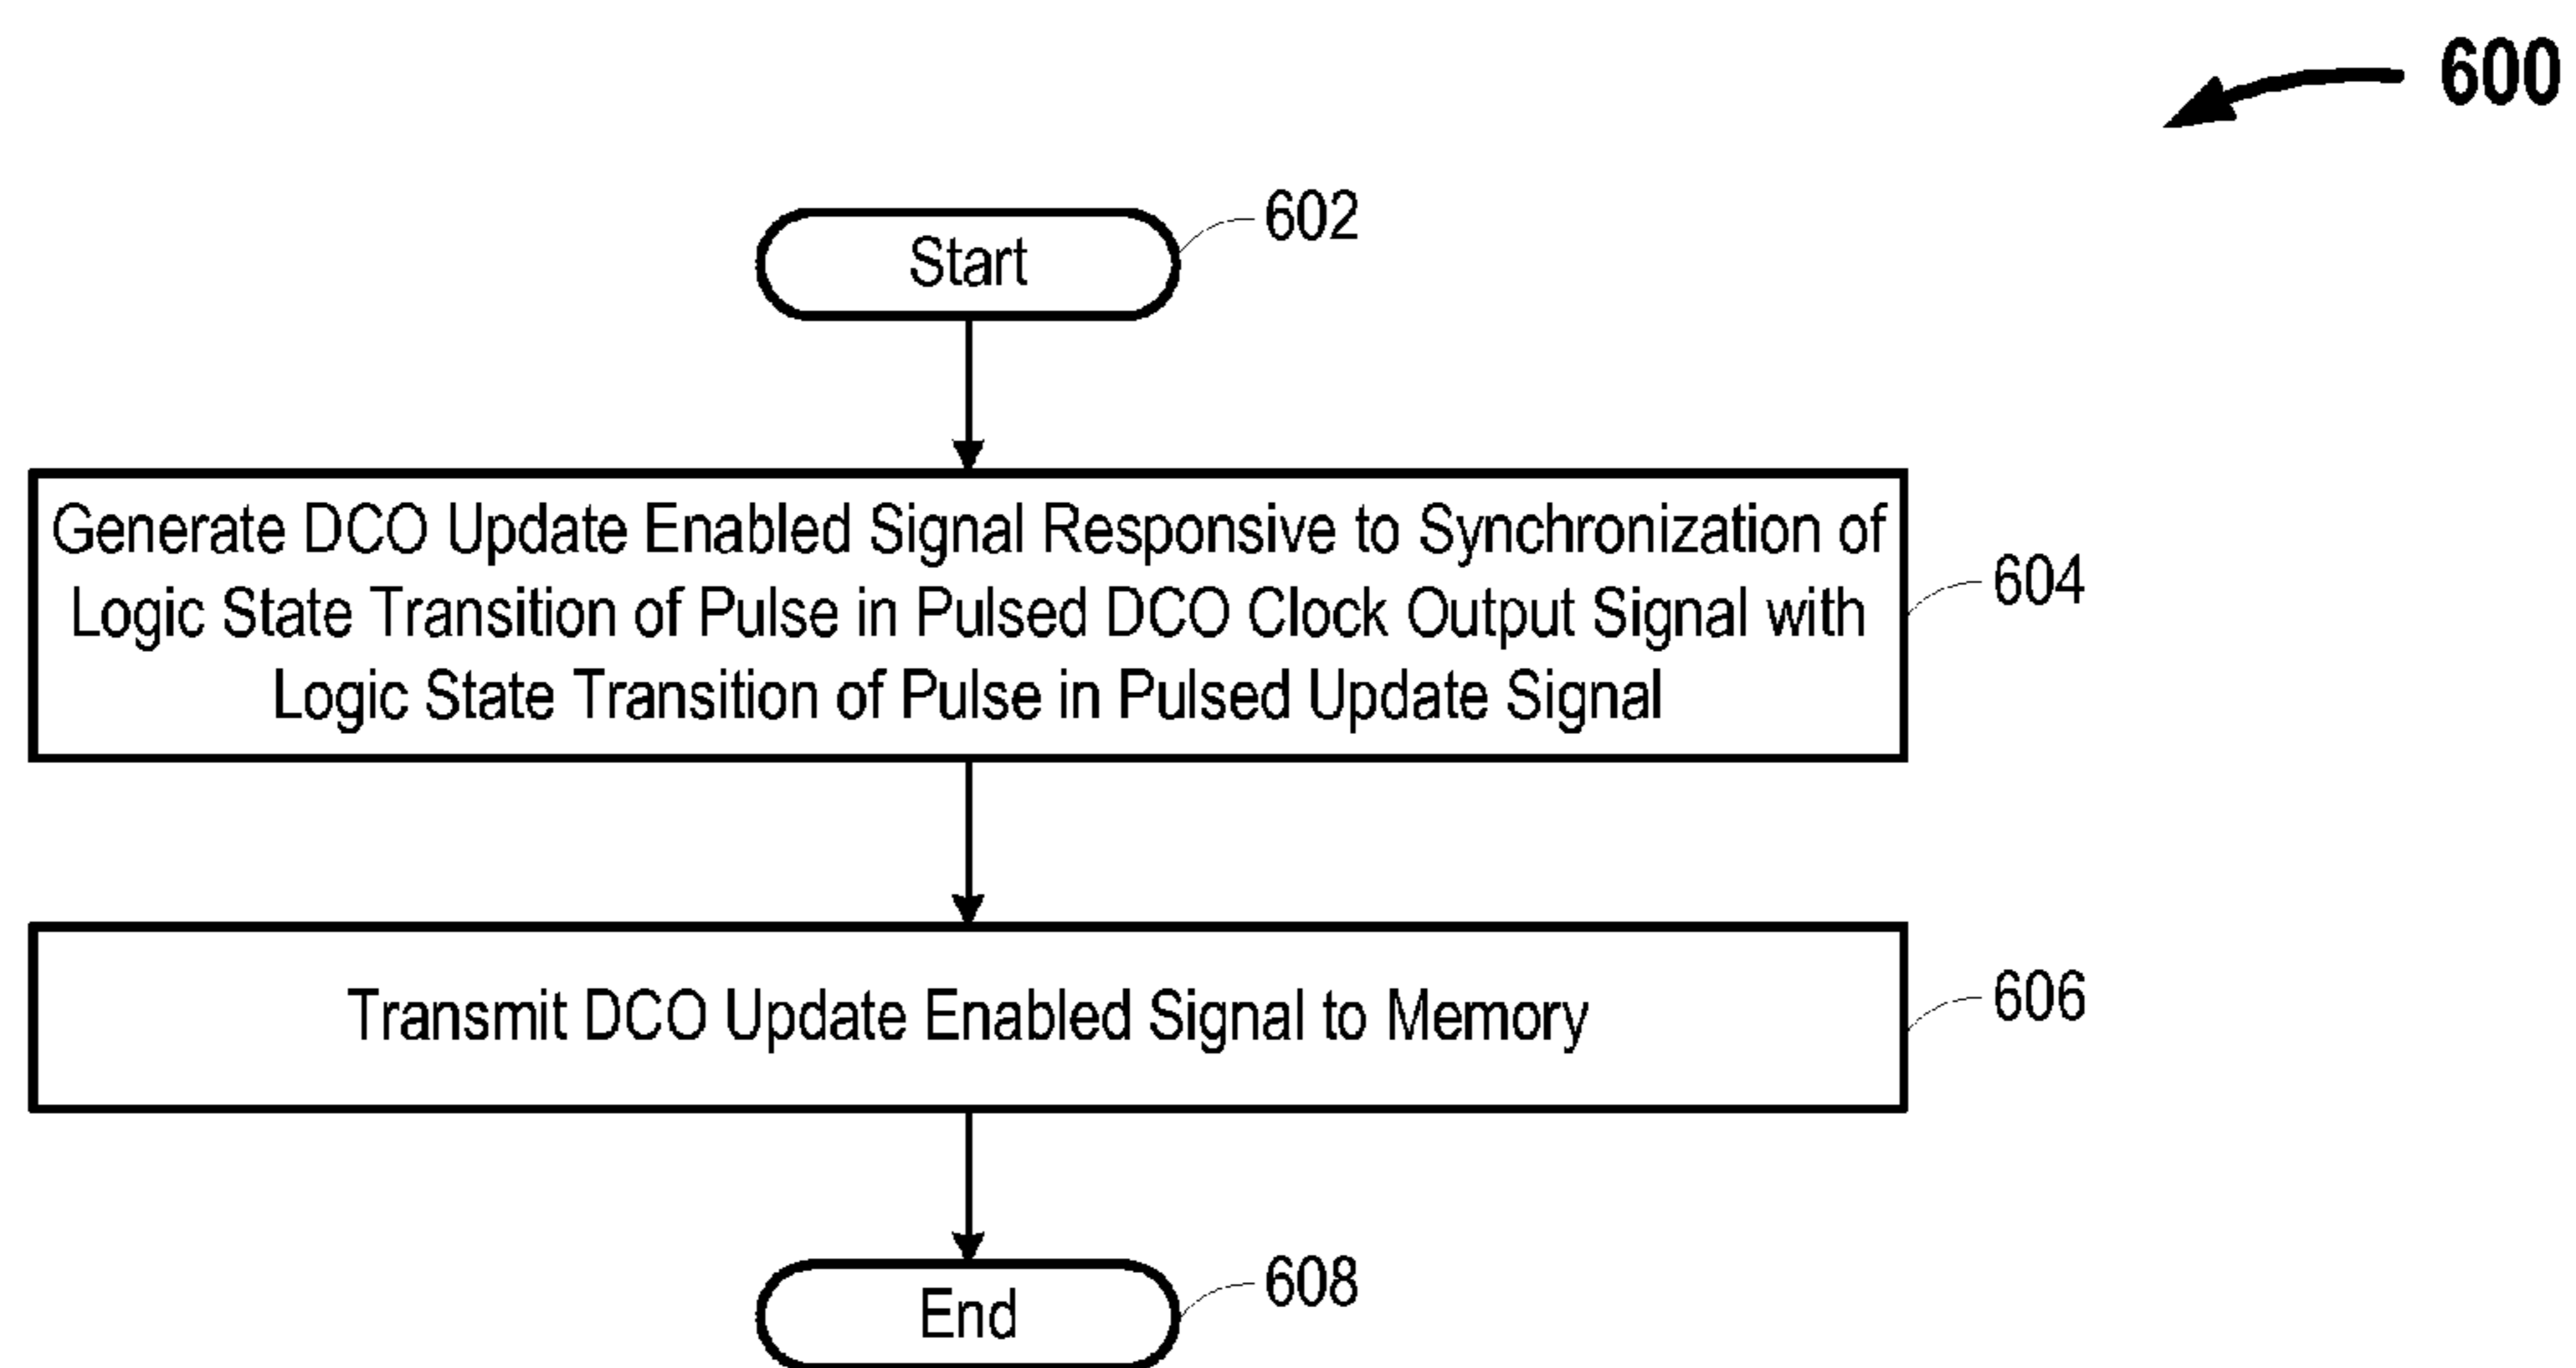 600
602
Start
Generate DCO Update Enabled Signal Responsive to Synchronization of
Logic State Transition of Pulse in Pulsed DCO Clock Output Signal with
Logic State Transition of Pulse in Pulsed Update Signal
604
Transmit DCO Update Enabled Signal to Memory
606
End
608